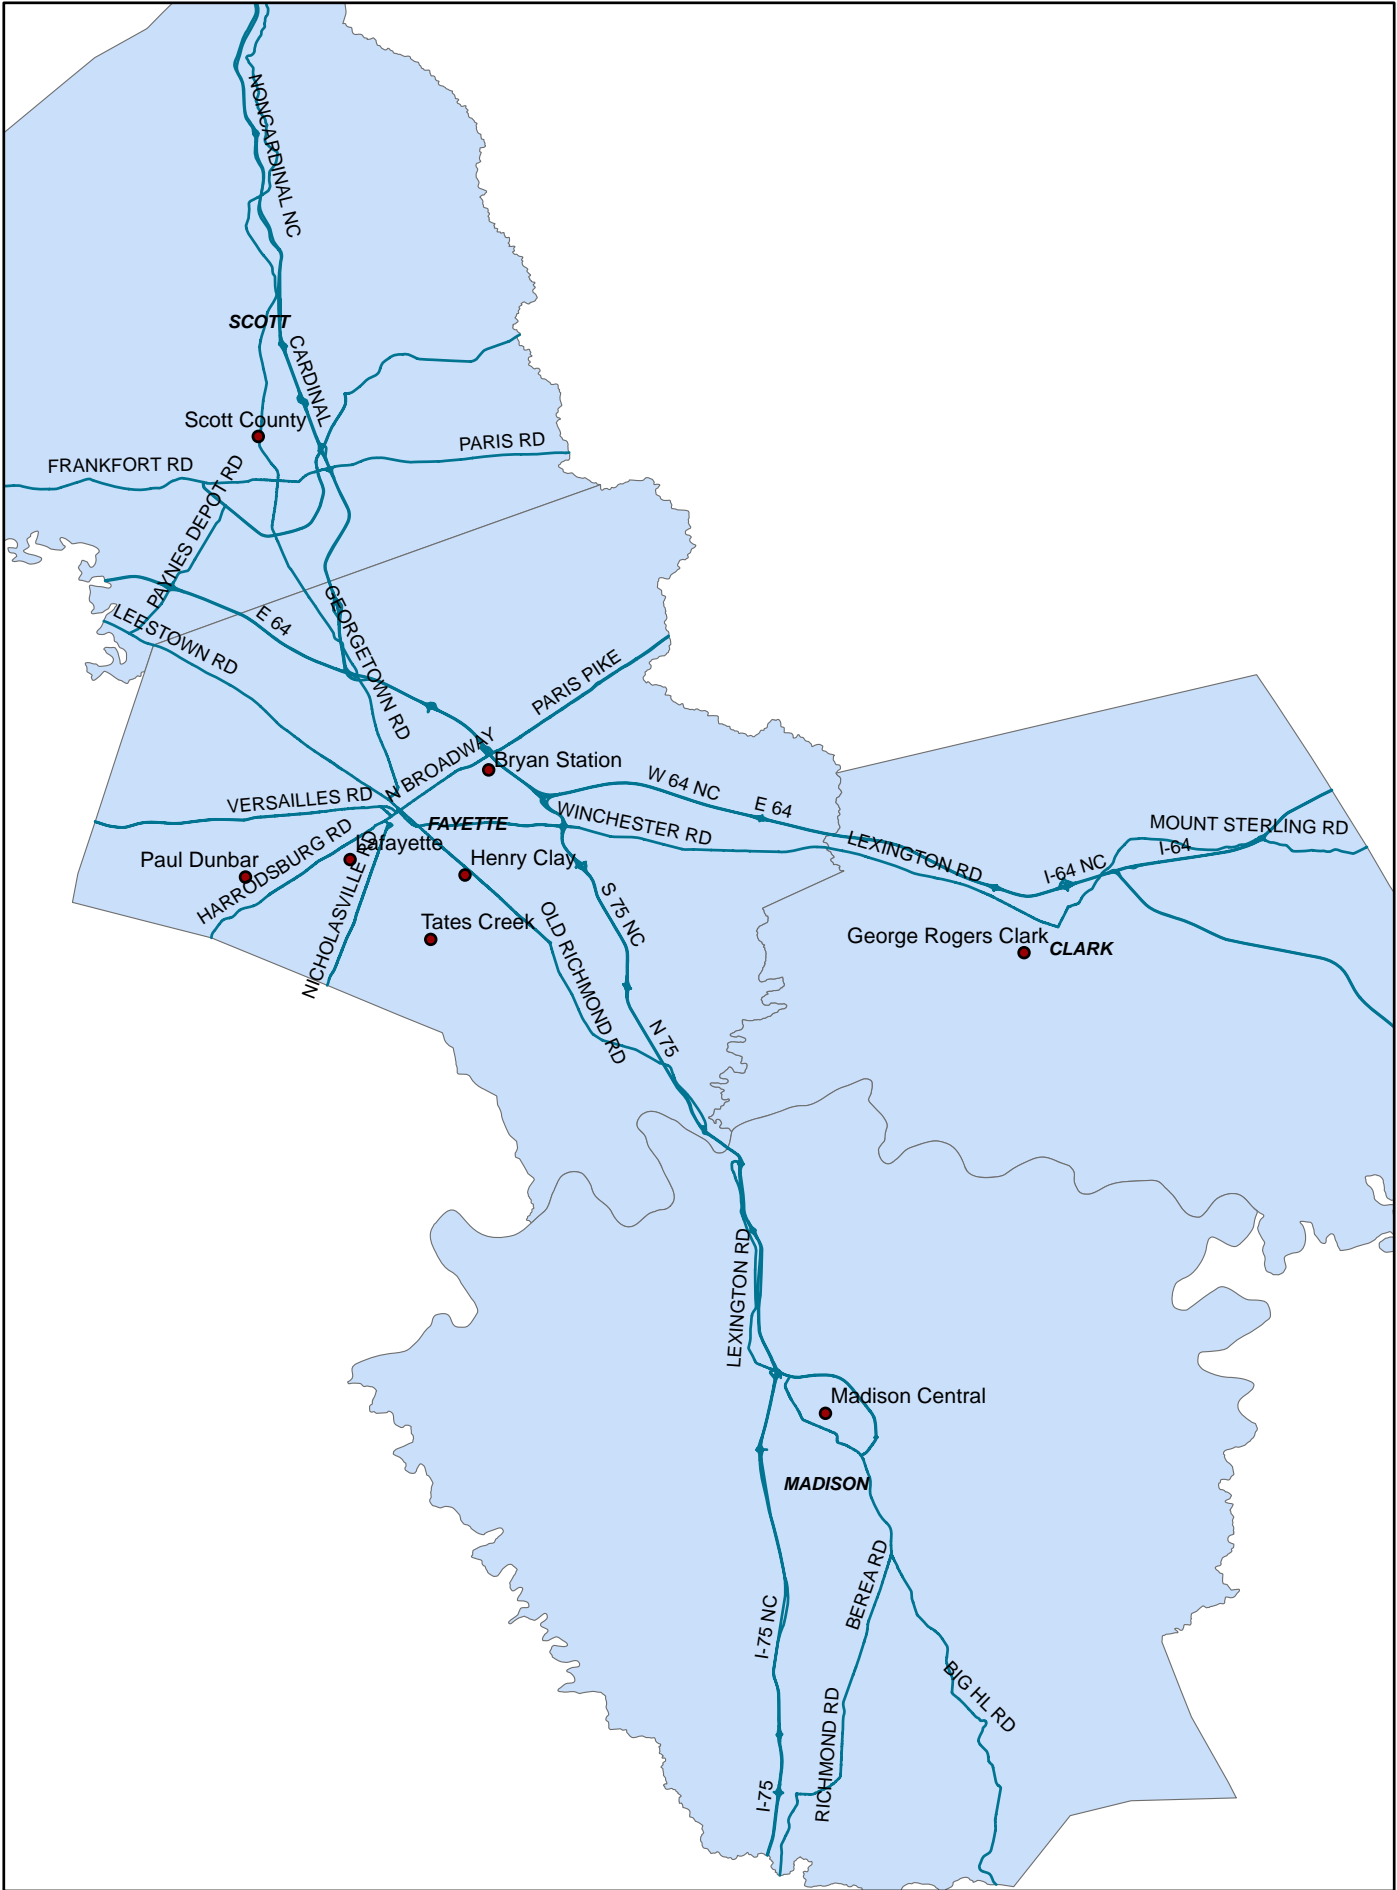 NONCARDINAL NC
SCOTT
CARDINAL
Scott County
PARIS RD
FRANKFORT RD
PAYNES DEPOT RD
LEESTOWN RD
E 64
GEORGETOWN RD
PARIS PIKE
N BROADWAY
Bryan Station
W 64 NC
E 64
VERSAILLES RD
FAYETTE
WINCHESTER RD
MOUNT STERLING RD
HARRODSBURG RD
Lafayette
LEXINGTON RD
I-64
Paul Dunbar
Henry Clay
I-64 NC
NICHOLASVILLE RD
Tates Creek
OLD RICHMOND RD
S 75 NC
George Rogers Clark
CLARK
N 75
LEXINGTON RD
Madison Central
MADISON
BEREA RD
I-75 NC
BIG HL RD
RICHMOND RD
I-75